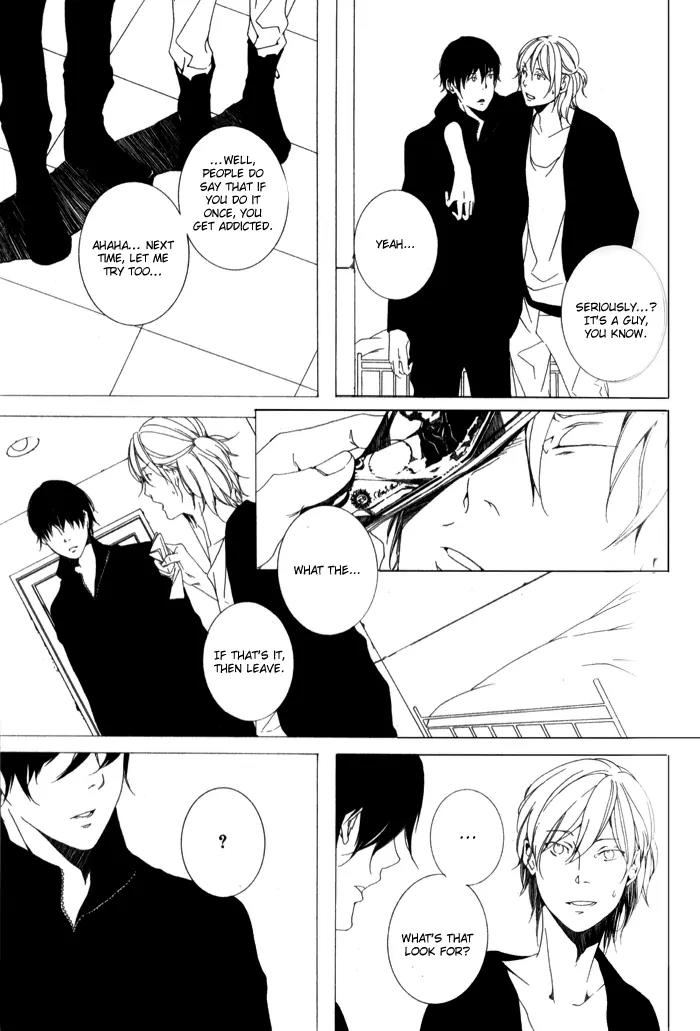 YEAH...
SERIOUSLY...?
IT'S A GUY,
YOU KNOW.
...WELL,
PEOPLE DO
SAY THAT IF
YOU DO IT
ONCE, YOU
GET ADDICTED.
AHAHA... NEXT
TIME, LET ME
TRY TOO...
WHAT THE...
IF THAT'S IT,
THEN LEAVE.
...
WHAT'S THAT
LOOK FOR?
?